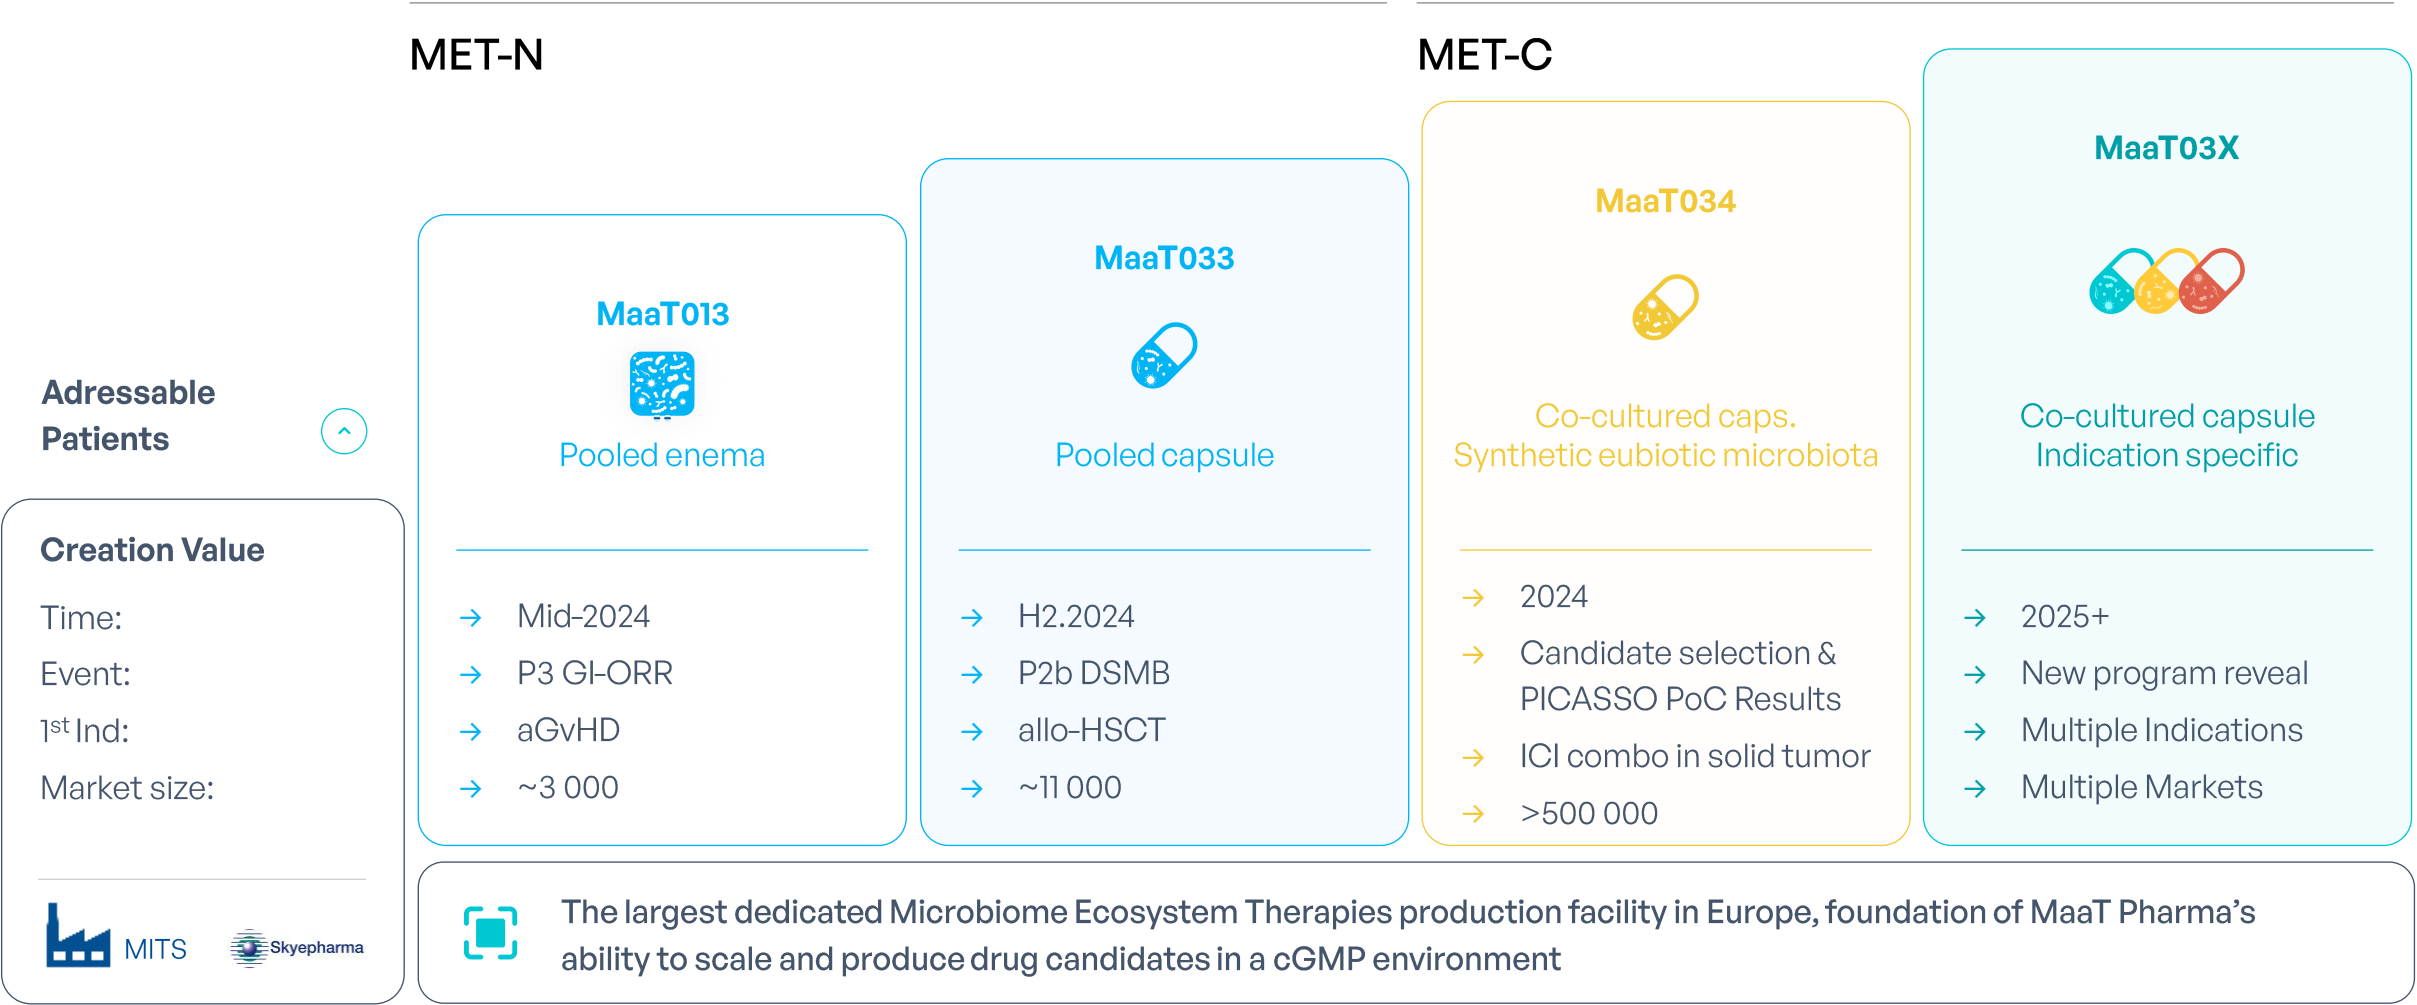 MET-N
MET-C
Adressable
Patients
Creation Value
Time:
Event:
1st Ind:
Market size:
MITS
Skyepharma
MaaT013
Pooled enema
Mid-2024
P3 GI-ORR
aGvHD
~3 000
MaaT033
Pooled capsule
H2.2024
P2b DSMB
allo-HSCT
~11 000
MaaT034
Co-cultured caps.
Synthetic eubiotic microbiota
2024
Candidate selection &
PICASSO PoC Results
ICI combo in solid tumor
>500 000
MaaT03X
Co-cultured capsule
Indication specific
2025+
New program reveal
Multiple Indications
Multiple Markets
The largest dedicated Microbiome Ecosystem Therapies production facility in Europe, foundation of MaaT Pharma’s
ability to scale and produce drug candidates in a cGMP environment